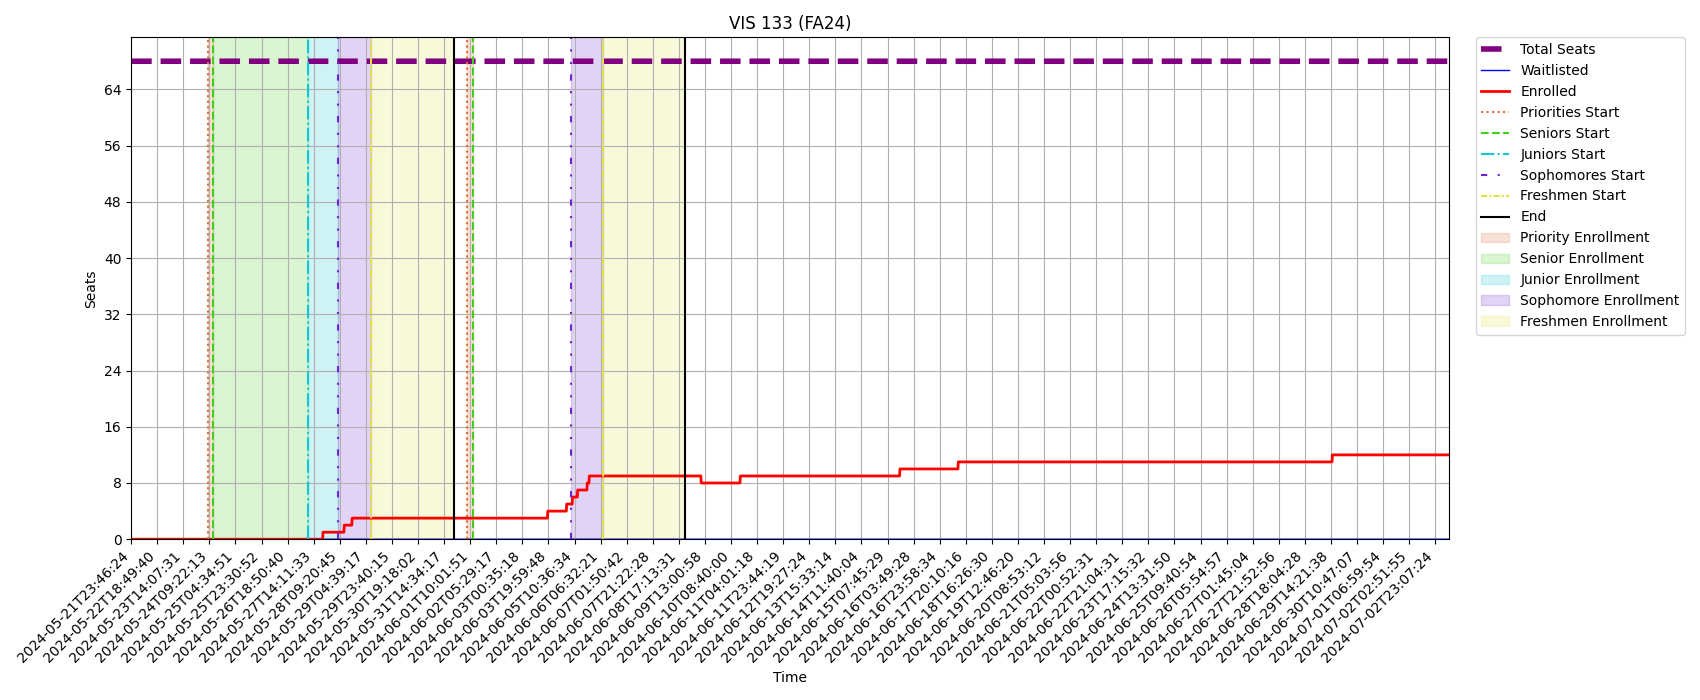 VIS 133 (FA24)
Seats
64
56
48
40
32
24
16
8
0
2024-05-21T23:46:24
2024-05-22T18:49:40
2024-05-23T14:07:31
2024-05-24T09:22:13
2024-05-25T04:34:51
2024-05-25T23:30:52
2024-05-26T18:50:40
2024-05-27T14:11:33
2024-05-28T09:20:45
2024-05-29T04:39:17
2024-05-29T23:40:15
2024-05-30T19:18:02
2024-05-31T14:34:17
2024-06-01T10:01:51
2024-06-02T05:29:17
2024-06-03T00:35:18
2024-06-03T19:59:48
2024-06-05T10:36:34
2024-06-06T06:32:21
2024-06-07T01:50:42
2024-06-07T21:22:28
2024-06-08T17:13:31
2024-06-09T13:00:58
2024-06-10T08:40:00
2024-06-11T04:01:18
2024-06-11T23:44:19
2024-06-12T19:27:24
2024-06-13T15:33:14
2024-06-14T11:40:04
2024-06-15T07:45:29
2024-06-16T03:49:28
2024-06-16T23:58:34
2024-06-17T20:10:16
2024-06-18T16:26:30
2024-06-19T12:46:20
2024-06-20T08:53:12
2024-06-21T05:03:56
2024-06-22T00:52:31
2024-06-22T21:04:31
2024-06-23T17:15:32
2024-06-24T13:31:50
2024-06-25T09:40:54
2024-06-26T05:54:57
2024-06-27T01:45:04
2024-06-27T21:52:56
2024-06-28T18:04:28
2024-06-29T14:21:38
2024-06-30T10:47:07
2024-07-01T06:59:54
2024-07-02T02:51:55
2024-07-02T23:07:24
Time
Total Seats
Waitlisted
Enrolled
Priorities Start
Seniors Start
Juniors Start
Sophomores Start
Freshmen Start
End
Priority Enrollment
Senior Enrollment
Junior Enrollment
Sophomore Enrollment
Freshmen Enrollment